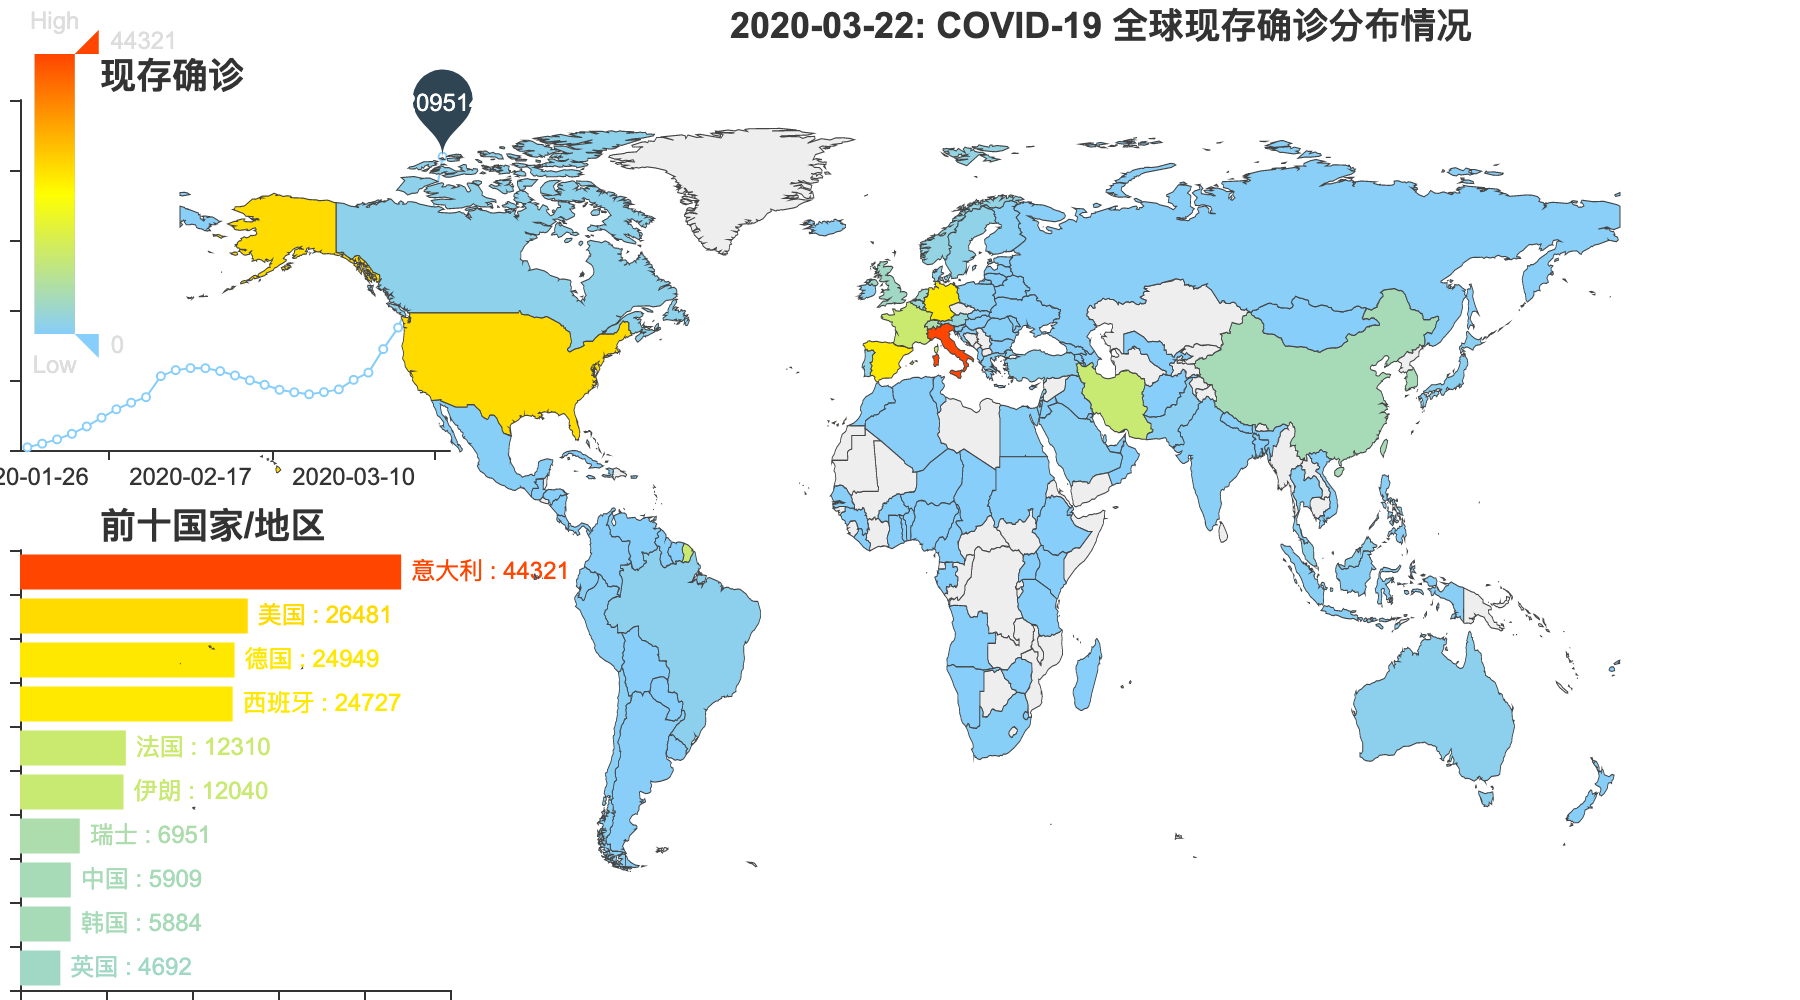 2020-03-22: COVID-19 全球现存确诊分布情况
High
44321
现存确诊
0
Low
209514
20-01-26
2020-02-17
2020-03-10
前十国家/地区
意大利 : 44321
美国 : 26481
德国 : 24949
西班牙 : 24727
法国 : 12310
伊朗 : 12040
瑞士 : 6951
中国 : 5909
韩国 : 5884
英国 : 4692